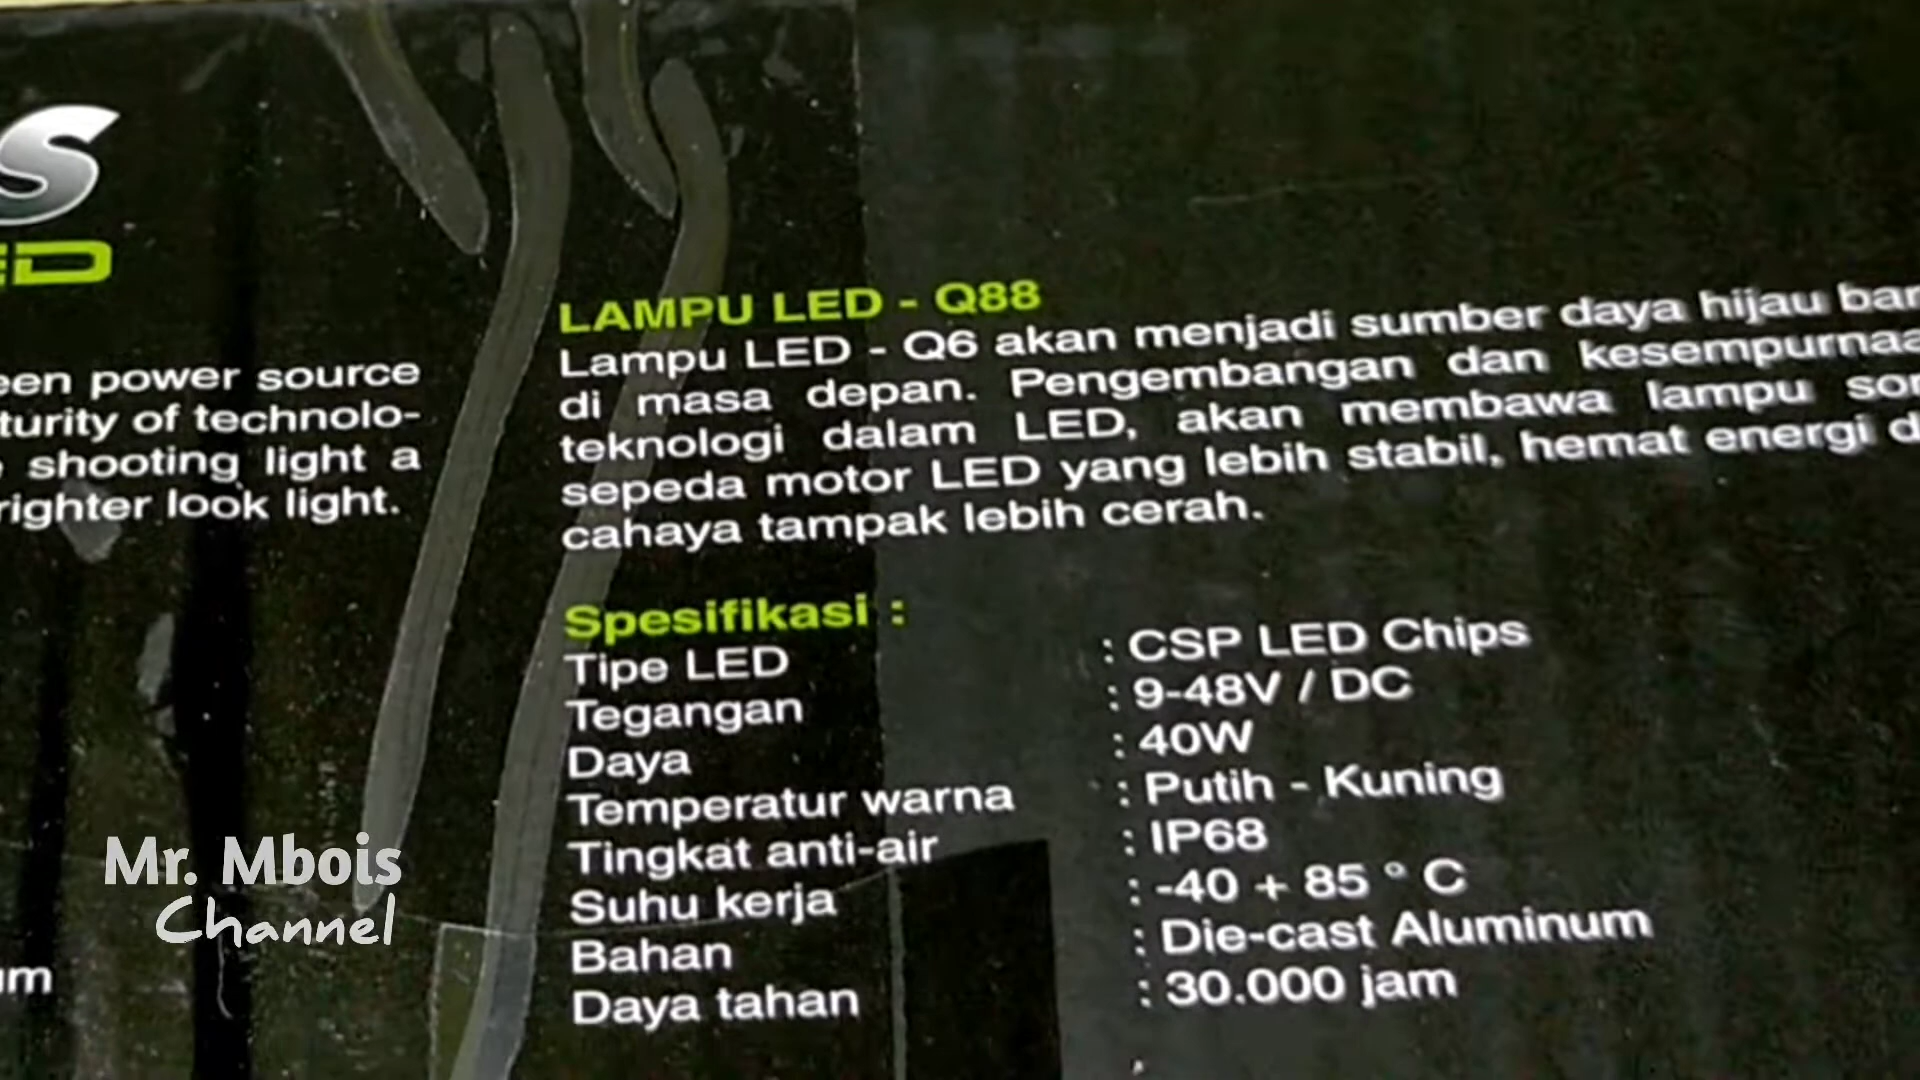 LAMPU LED - Q88
Lampu LED - Q6 akan menjadi sumber daya hijau
di masa depan. Pengembangan dan
teknologi dalam LED, akan membawa lampu
sepeda motor LED yang lebih stabil, hemat energi
cahaya tampak lebih cerah.
power source
of technolo-
shooting light a
look light.
Spesifikasi :
Tipe LED : CSP LED Chips
Tegangan : 9-48V / DC
Daya : 40W
Temperatur warna : Putih - Kuning
Tingkat anti-air : IP68
Suhu kerja : -40 + 85 ° C
Bahan : Die-cast Aluminum
Daya tahan : 30.000 jam
Mr. Mbois
Channel